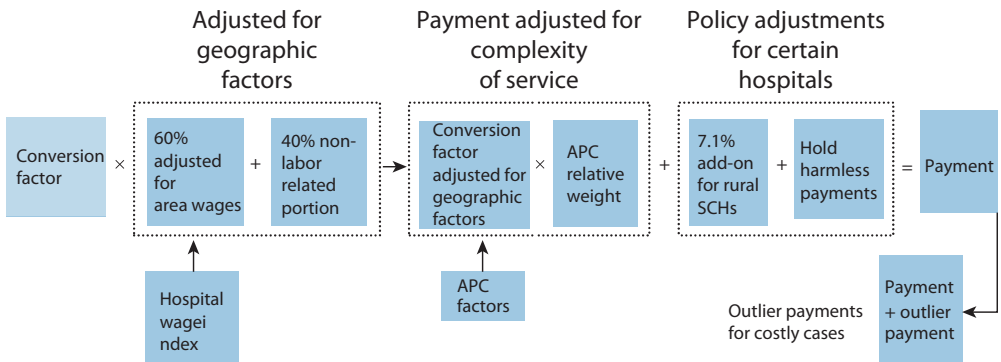 Adjusted for
geographic
factors
Payment adjusted for
complexity
of service
Policy adjustments
for certain
hospitals
Conversion
factor
×
60%
adjusted
for
area wages
+
40% non-
labor
related
portion
Conversion
factor
adjusted for
geographic
factors
×
APC
relative
weight
+
7.1%
add-on
for rural
SCHs
+
Hold
harmless
payments
=
Payment
Hospital
wagei
ndex
APC
factors
Outlier payments
for costly cases
Payment
+ outlier
payment